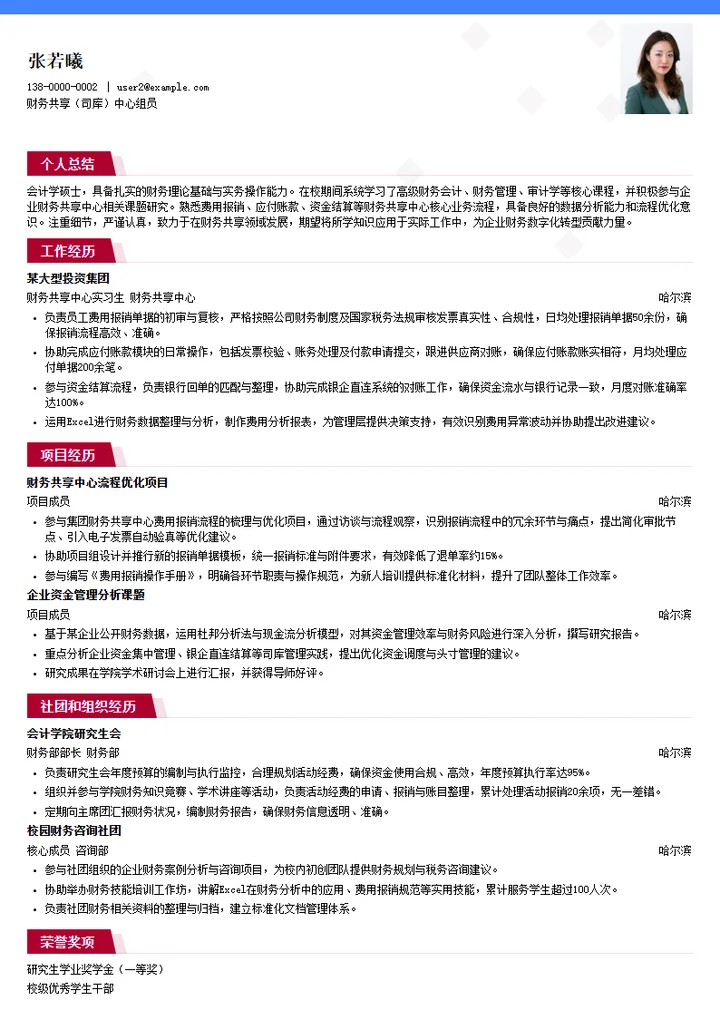 张若曦
138-0000-0002 | user2@example.com
财务共享（司库）中心组员
个人总结
会计学硕士，具备扎实的财务理论基础与实务操作能力。在校期间系统学习了高级财务会计、财务管理、审计学等核心课程，并积极参与企
业财务共享中心相关课题研究。熟悉费用报销、应付账款、资金结算等财务共享中心核心业务流程，具备良好的数据分析能力和流程优化意
识。注重细节，严谨认真，致力于在财务共享领域发展，期望将所学知识应用于实际工作中，为企业财务数字化转型贡献力量。
工作经历
某大型投资集团
财务共享中心实习生 财务共享中心 哈尔滨
• 负责员工费用报销单据的初审与复核，严格按照公司财务制度及国家税务法规审核发票真实性、合规性，日均处理报销单据50余份，确
保报销流程高效、准确。
• 协助完成应付账款模块的日常操作，包括发票校验、账务处理及付款申请提交，跟进供应商对账，确保应付账款账实相符，月均处理应
付单据200余笔。
• 参与资金结算流程，负责银行回单的匹配与整理，协助完成银企直连系统的对账工作，确保资金流水与银行记录一致，月度对账准确率
达100%。
• 运用Excel进行财务数据整理与分析，制作费用分析报表，为管理层提供决策支持，有效识别费用异常波动并协助提出改进建议。
项目经历
财务共享中心流程优化项目
项目成员 哈尔滨
• 参与集团财务共享中心费用报销流程的梳理与优化项目，通过访谈与流程观察，识别报销流程中的冗余环节与痛点，提出简化审批节
点、引入电子发票自动验真等优化建议。
• 协助项目组设计并推行新的报销单据模板，统一报销标准与附件要求，有效降低了退单率约15%。
• 参与编写《费用报销操作手册》，明确各环节职责与操作规范，为新人培训提供标准化材料，提升了团队整体工作效率。
企业资金管理分析课题
项目成员 哈尔滨
• 基于某企业公开财务数据，运用杜邦分析法与现金流分析模型，对其资金管理效率与财务风险进行深入分析，撰写研究报告。
• 重点分析企业资金集中管理、银企直连结算等司库管理实践，提出优化资金调度与头寸管理的建议。
• 研究成果在学院学术研讨会上进行汇报，并获得导师好评。
社团和组织经历
会计学院研究生会
财务部部长 财务部 哈尔滨
• 负责研究生会年度预算的编制与执行监控，合理规划活动经费，确保资金使用合规、高效，年度预算执行率达95%。
• 组织并参与学院财务知识竞赛、学术讲座等活动，负责活动经费的申请、报销与账目整理，累计处理活动报销20余项，无一差错。
• 定期向主席团汇报财务状况，编制财务报告，确保财务信息透明、准确。
校园财务咨询社团
核心成员 咨询部 哈尔滨
• 参与社团组织的企业财务案例分析与咨询项目，为校内初创团队提供财务规划与税务咨询建议。
• 协助举办财务技能培训工作坊，讲解Excel在财务分析中的应用、费用报销规范等实用技能，累计服务学生超过100人次。
• 负责社团财务相关资料的整理与归档，建立标准化文档管理体系。
荣誉奖项
研究生学业奖学金（一等奖）
校级优秀学生干部